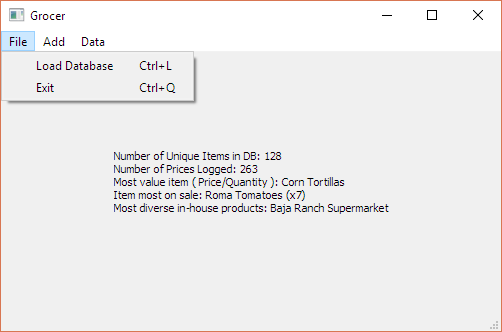 Grocer
File Add Data
Load Database Ctrl+L
Exit Ctrl+Q
Number of Unique Items in DB: 128
Number of Prices Logged: 263
Most value item ( Price/Quantity ): Corn Tortillas
Item most on sale: Roma Tomatoes (x7)
Most diverse in-house products: Baja Ranch Supermarket